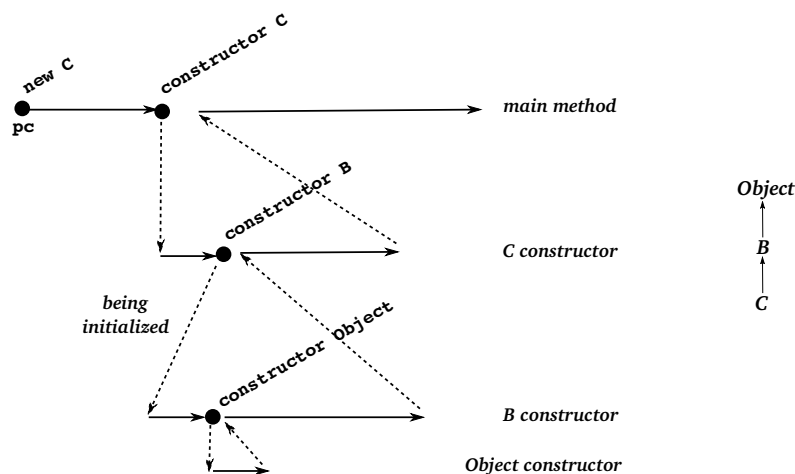 new C
constructor C
pc
main method
constructor B
Object
C constructor
B
being
initialized
C
constructor Object
B constructor
Object constructor